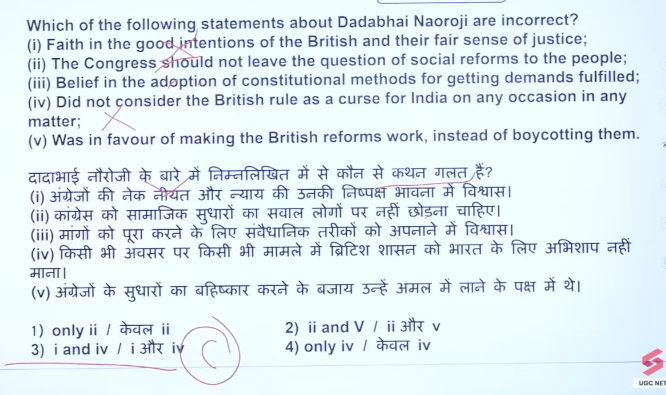 Which of the following statements about Dadabhai Naoroji are incorrect?
(i) Faith in the good intentions of the British and their fair sense of justice;
(ii) The Congress should not leave the question of social reforms to the people;
(iii) Belief in the adoption of constitutional methods for getting demands fulfilled;
(iv) Did not consider the British rule as a curse for India on any occasion in any
matter;
(v) Was in favour of making the British reforms work, instead of boycotting them.
दादाभाई नौरोजी के बारे में निम्नलिखित में से कौन से कथन गलत हैं?
(i) अंग्रेजों की नेक नीयत और न्याय की उनकी निष्पक्ष भावना में विश्वास।
(ii) कांग्रेस को सामाजिक सुधारों का सवाल लोगों पर नहीं छोड़ना चाहिए।
(iii) मांगों को पूरा करने के लिए संवैधानिक तरीकों को अपनाने में विश्वास।
(iv) किसी भी अवसर पर किसी भी मामले में ब्रिटिश शासन को भारत के लिए अभिशाप नहीं
माना।
(v) अंग्रेजों के सुधारों का बहिष्कार करने के बजाय उन्हें अमल में लाने के पक्ष में थे।
1) only ii / केवल ii
2) ii and V / ii और v
3) i and iv / i और iv
4) only iv / केवल iv
UGC NET